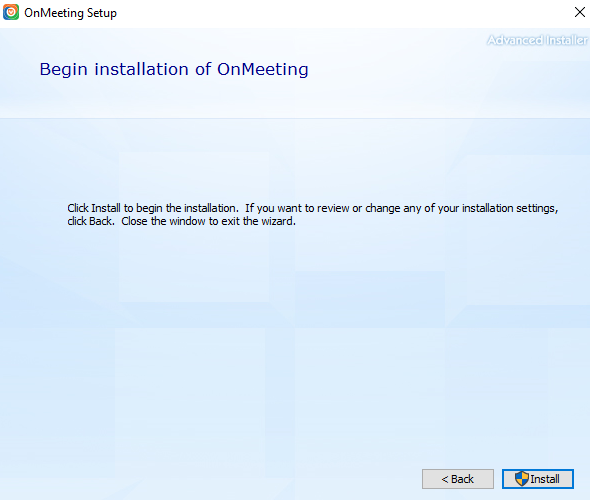 OnMeeting Setup
Advanced Installer
Begin installation of OnMeeting
Click Install to begin the installation.  If you want to review or change any of your installation settings,
click Back.  Close the window to exit the wizard.
< Back
Install